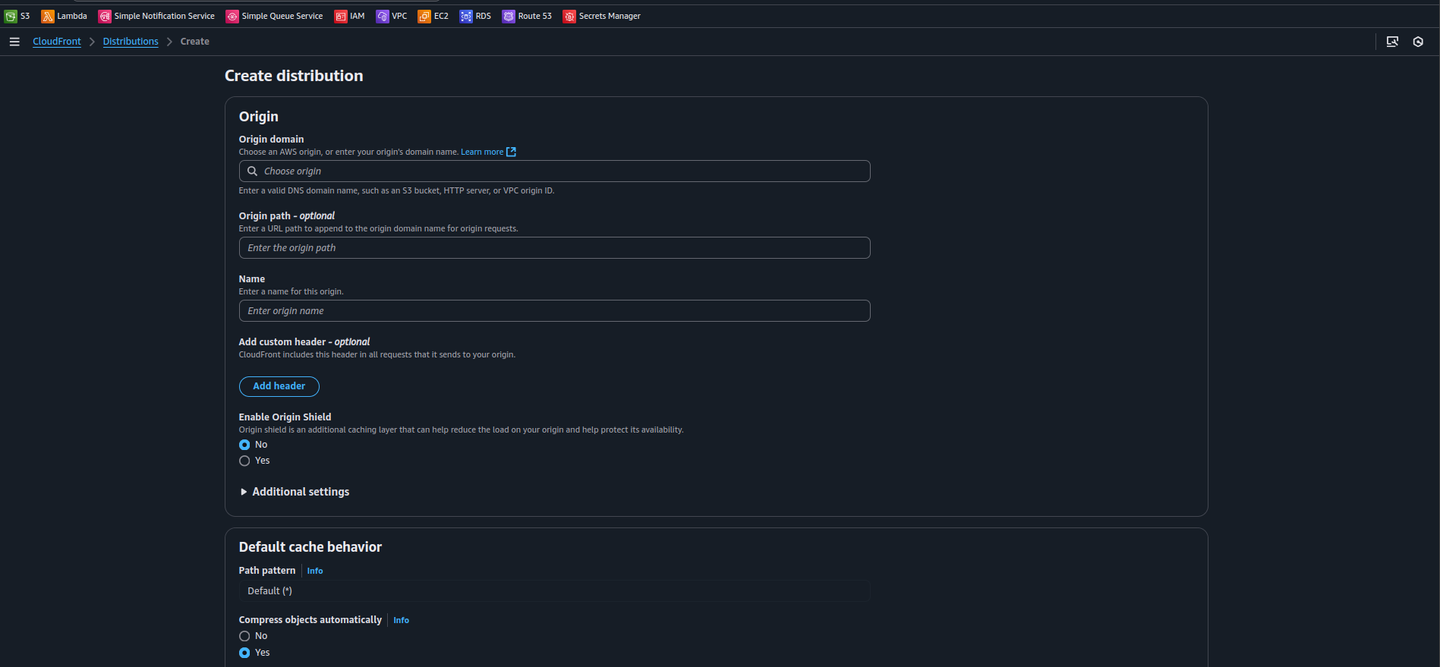 S3 Lambda Simple Notification Service Simple Queue Service IAM VPC EC2 RDS Route 53 Secrets Manager
CloudFront Distributions Create
Create distribution
Origin
Origin domain
Choose an AWS origin, or enter your origin's domain name. Learn more
Choose origin
Enter a valid DNS domain name, such as an S3 bucket, HTTP server, or VPC origin ID.
Origin path - optional
Enter a URL path to append to the origin domain name for origin requests.
Enter the origin path
Name
Enter a name for this origin.
Enter origin name
Add custom header - optional
CloudFront includes this header in all requests that it sends to your origin.
Add header
Enable Origin Shield
Origin shield is an additional caching layer that can help reduce the load on your origin and help protect its availability.
No
Yes
Additional settings
Default cache behavior
Path pattern Info
Default (*)
Compress objects automatically Info
No
Yes